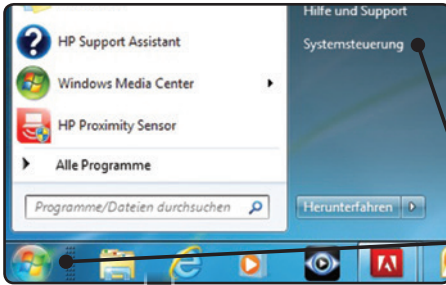 HP Support Assistant
Windows Media Center
HP Proximity Sensor
Alle Programme
Programme/Dateien durchsuchen
Hilfe und Support
Systemsteuerung
Herunterfahren